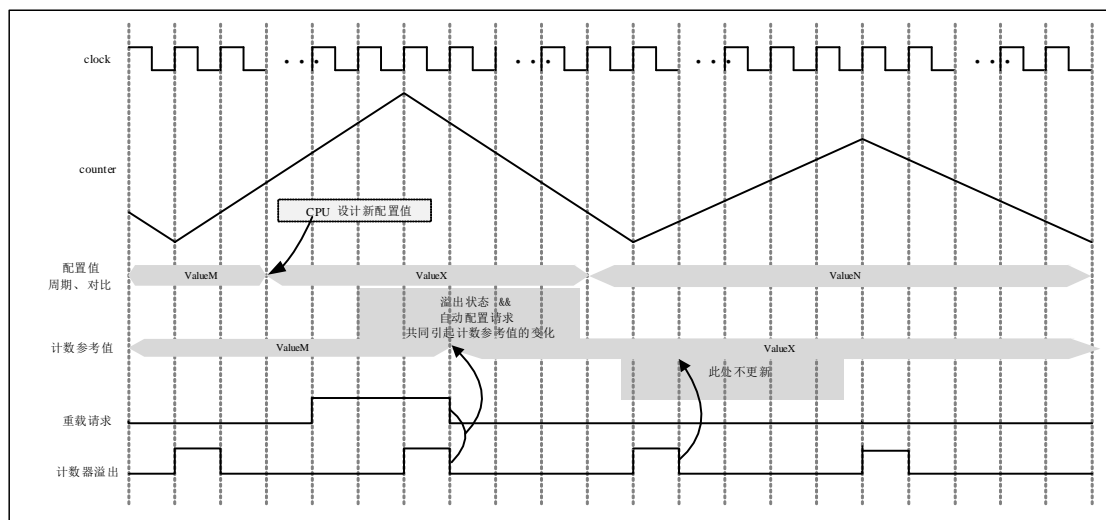 clock
counter
CPU 设计新配置值
配置值
周期、对比
ValueM
ValueX
ValueN
溢出状态 &&
自动配置请求
共同引起计数参考值的变化
计数参考值
ValueM
ValueX
此处不更新
重载请求
计数器溢出